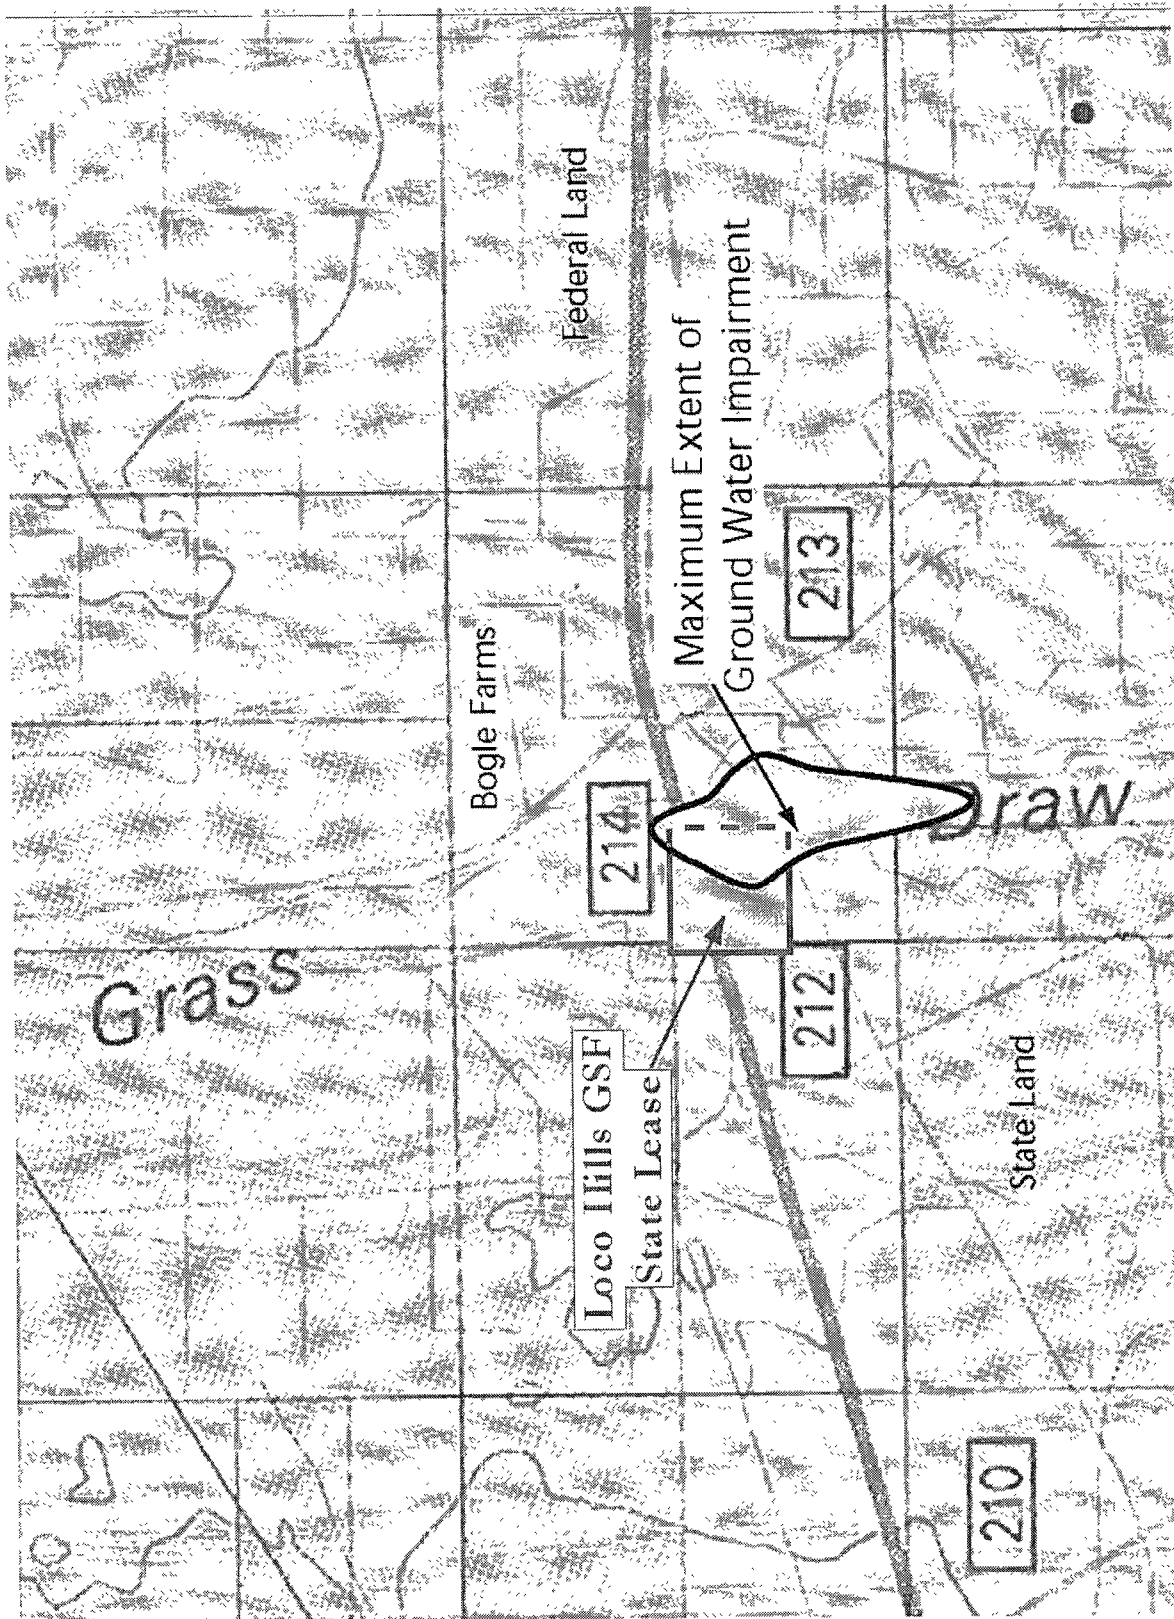 Grass
Draw
Bogle Farms
Federal Land
214
Loco Hills GSF
State Lease
Maximum Extent of
Ground Water Impairment
213
212
State Land
210